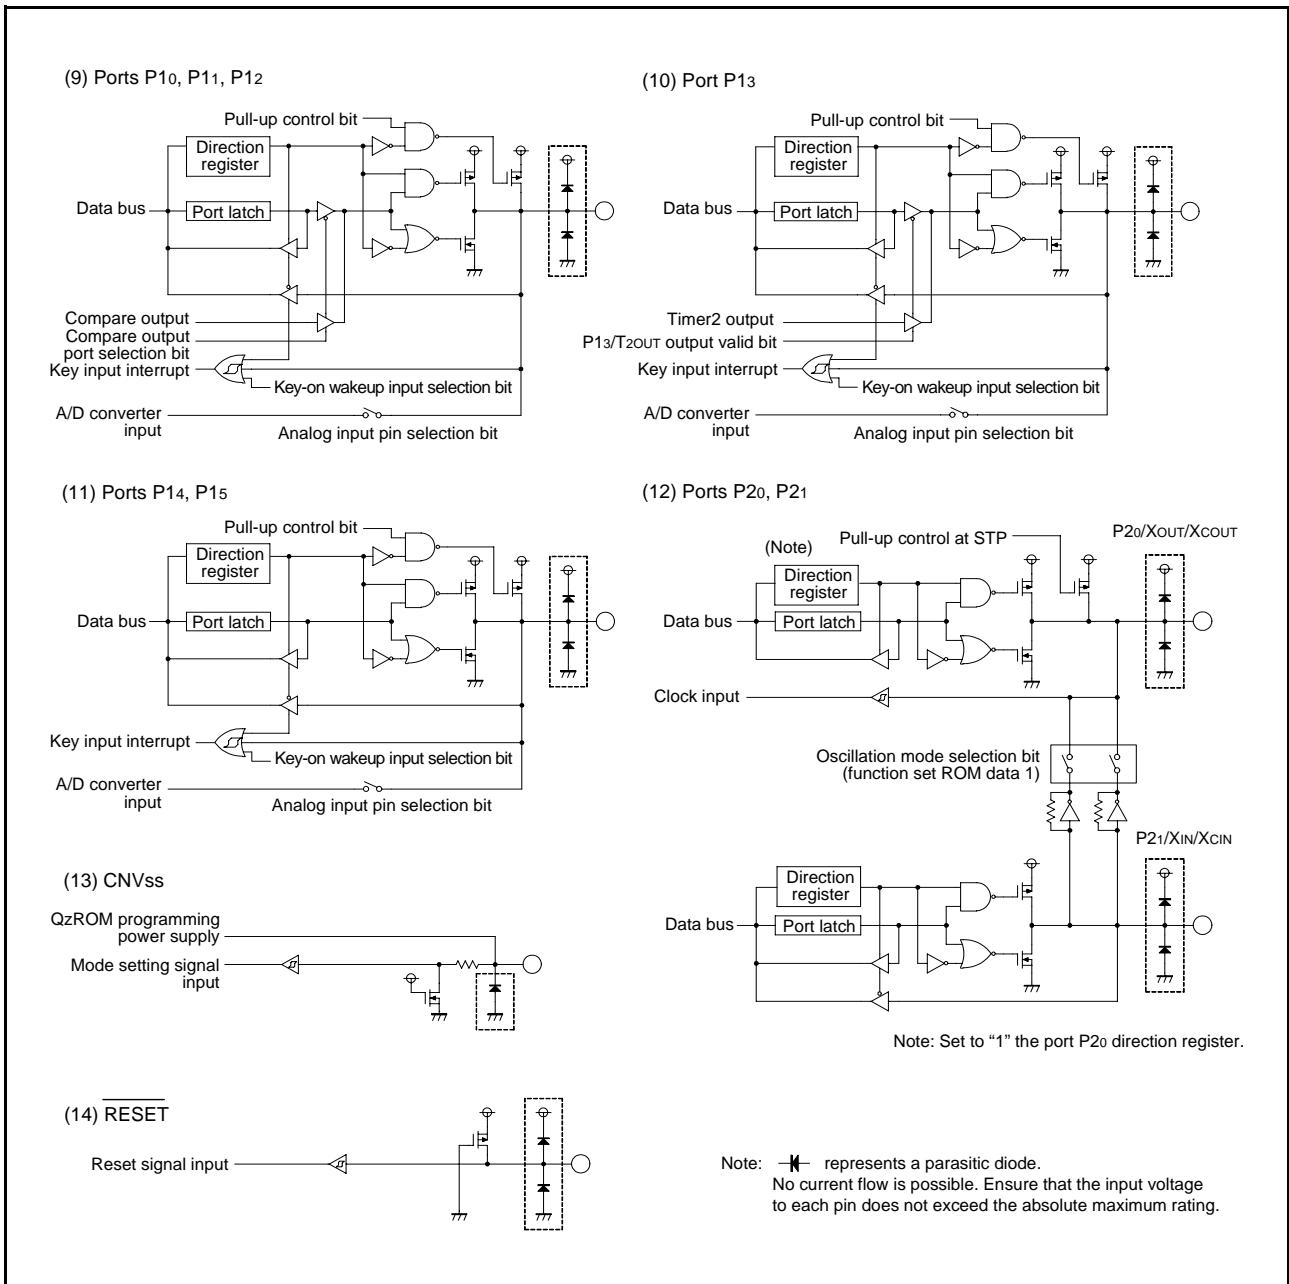 (9) Ports P10, P11, P12
Pull-up control bit
Direction
register
Data bus
Port latch
Compare output
Compare output
port selection bit
Key input interrupt
Key-on wakeup input selection bit
A/D converter
input
Analog input pin selection bit
(10) Port P13
Pull-up control bit
Direction
register
Data bus
Port latch
Timer2 output
P13/T2OUT output valid bit
Key input interrupt
Key-on wakeup input selection bit
A/D converter
input
Analog input pin selection bit
(11) Ports P14, P15
Pull-up control bit
Direction
register
Data bus
Port latch
Key input interrupt
Key-on wakeup input selection bit
A/D converter
input
Analog input pin selection bit
(12) Ports P20, P21
P20/XOUT/XCOUT
Pull-up control at STP
(Note)
Direction
register
Data bus
Port latch
Clock input
Oscillation mode selection bit
(function set ROM data 1)
P21/XIN/XCIN
Direction
register
Data bus
Port latch
Note: Set to “1” the port P20 direction register.
(13) CNVss
QzROM programming
power supply
Mode setting signal
input
(14) RESET
Reset signal input
Note: represents a parasitic diode.
No current flow is possible. Ensure that the input voltage
to each pin does not exceed the absolute maximum rating.